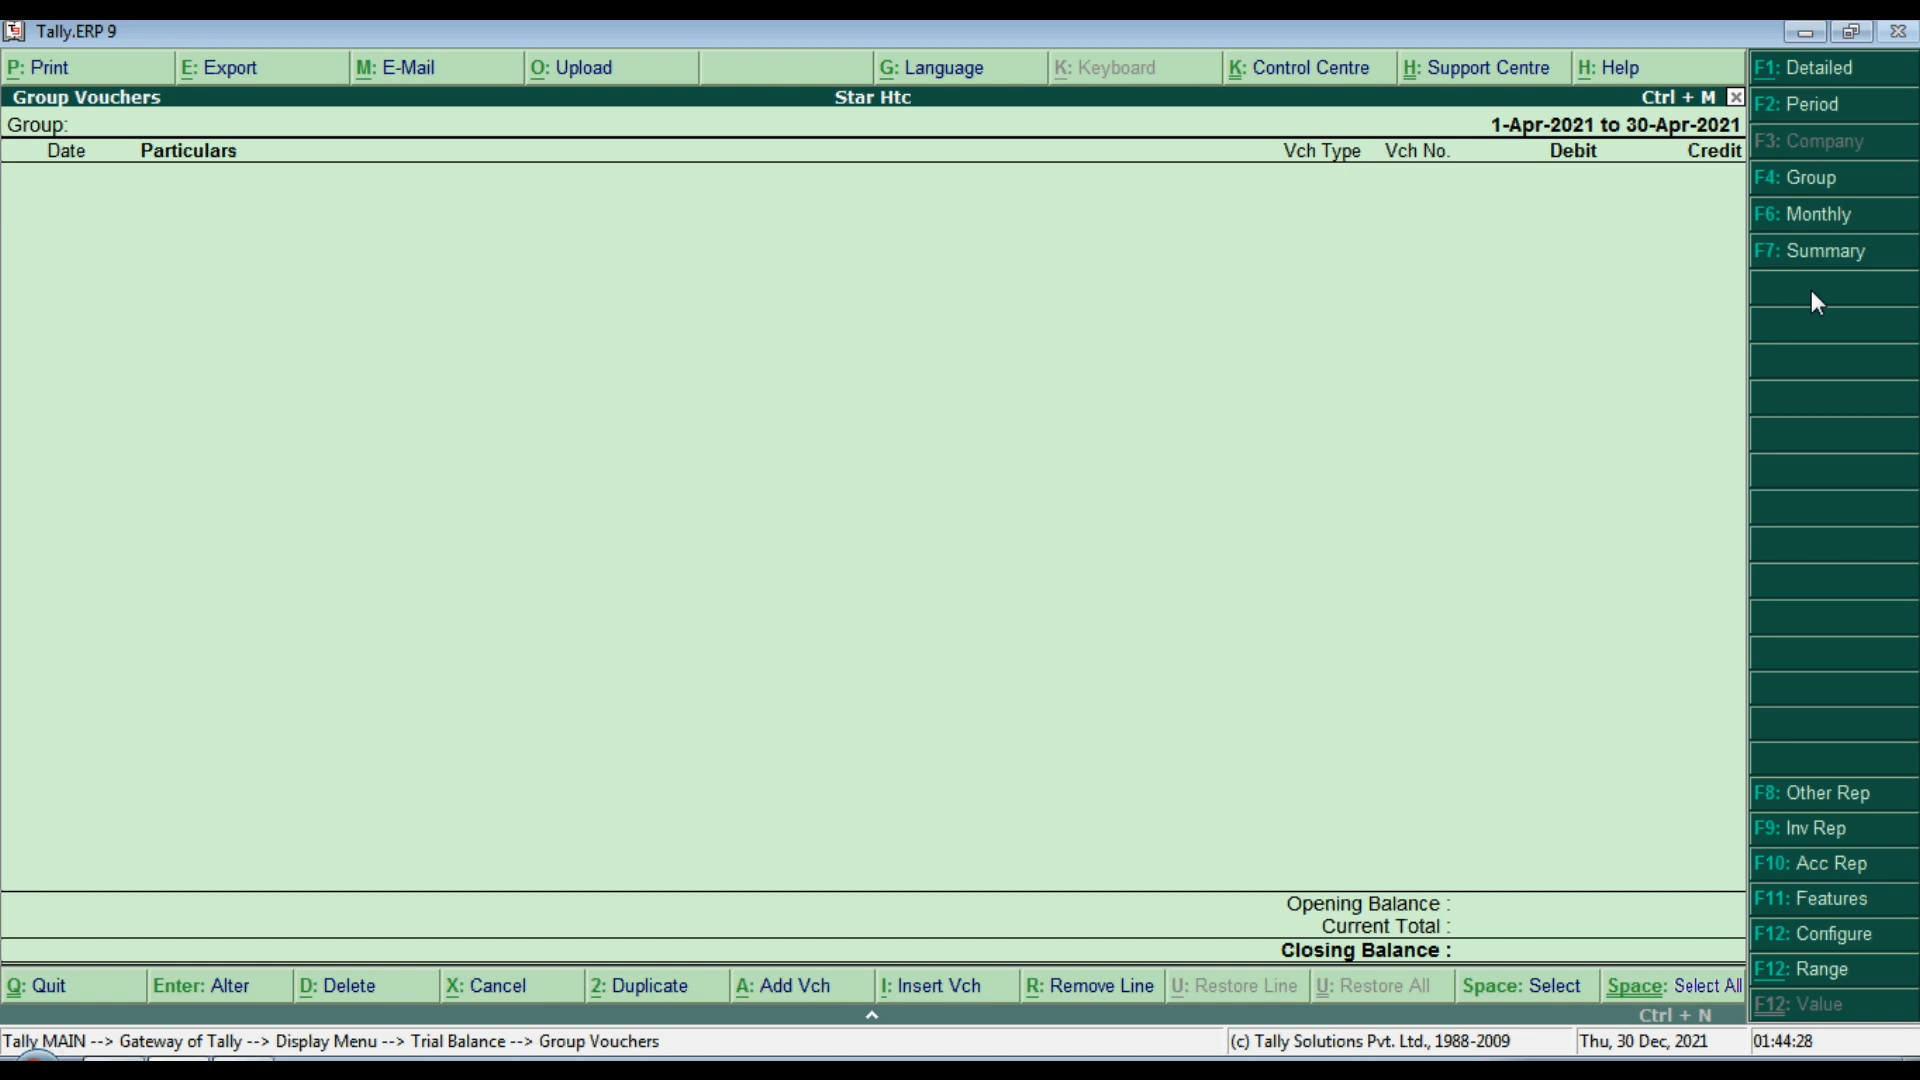 Tally.ERP 9
P: Print E: Export M: E-Mail O: Upload G: Language K: Keyboard K: Control Centre H: Support Centre H: Help
Group Vouchers Star Htc Ctrl + M
Group: 1-Apr-2021 to 30-Apr-2021
Date Particulars Vch Type Vch No. Debit Credit
F1: Detailed
F2: Period
F3: Company
F4: Group
F6: Monthly
F7: Summary
F8: Other Rep
F9: Inv Rep
F10: Acc Rep
F11: Features
F12: Configure
F12: Range
F12: Value
Opening Balance :
Current Total :
Closing Balance :
Q: Quit Enter: Alter D: Delete X: Cancel 2: Duplicate A: Add Vch I: Insert Vch R: Remove Line U: Restore Line U: Restore All Space: Select Space: Select All
Ctrl + N
Tally MAIN --> Gateway of Tally --> Display Menu --> Trial Balance --> Group Vouchers (c) Tally Solutions Pvt. Ltd., 1988-2009 Thu, 30 Dec, 2021 01:44:28